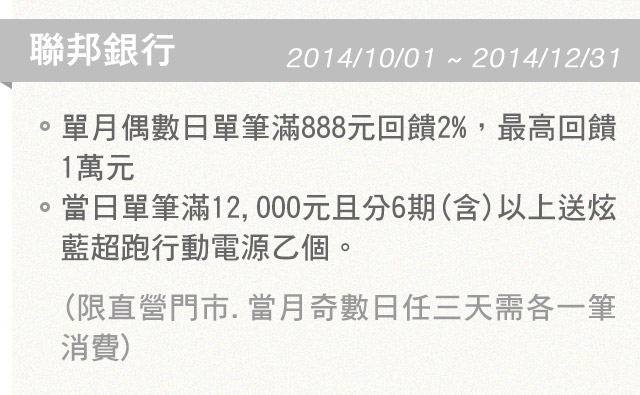 聯邦銀行 2014/10/01 ~ 2014/12/31
單月偶數日單筆滿888元回饋2%，最高回饋
1萬元
當日單筆滿12,000元且分6期(含)以上送炫
藍超跑行動電源乙個。
(限直營門市.當月奇數日任三天需各一筆
消費)